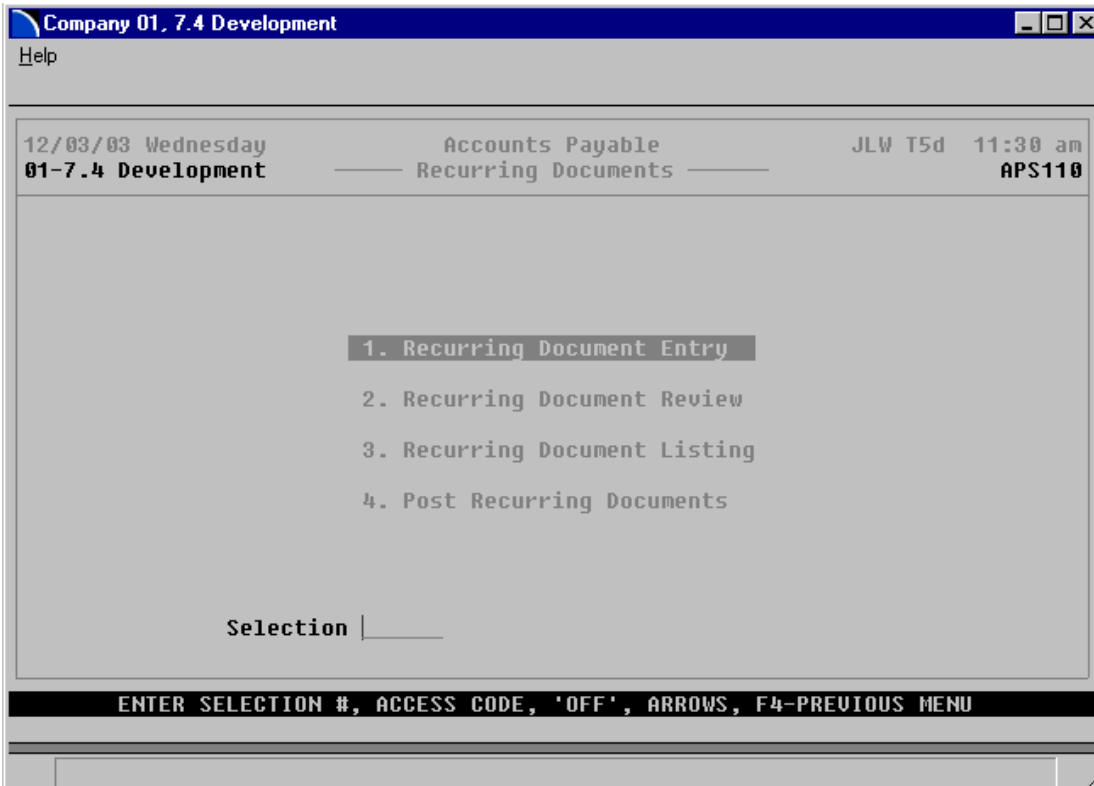 Company 01, 7.4 Development
Help
12/03/03 Wednesday Accounts Payable JLW T5d 11:30 am
01-7.4 Development Recurring Documents APS110
1. Recurring Document Entry
2. Recurring Document Review
3. Recurring Document Listing
4. Post Recurring Documents
Selection
ENTER SELECTION #, ACCESS CODE, 'OFF', ARROWS, F4-PREVIOUS MENU